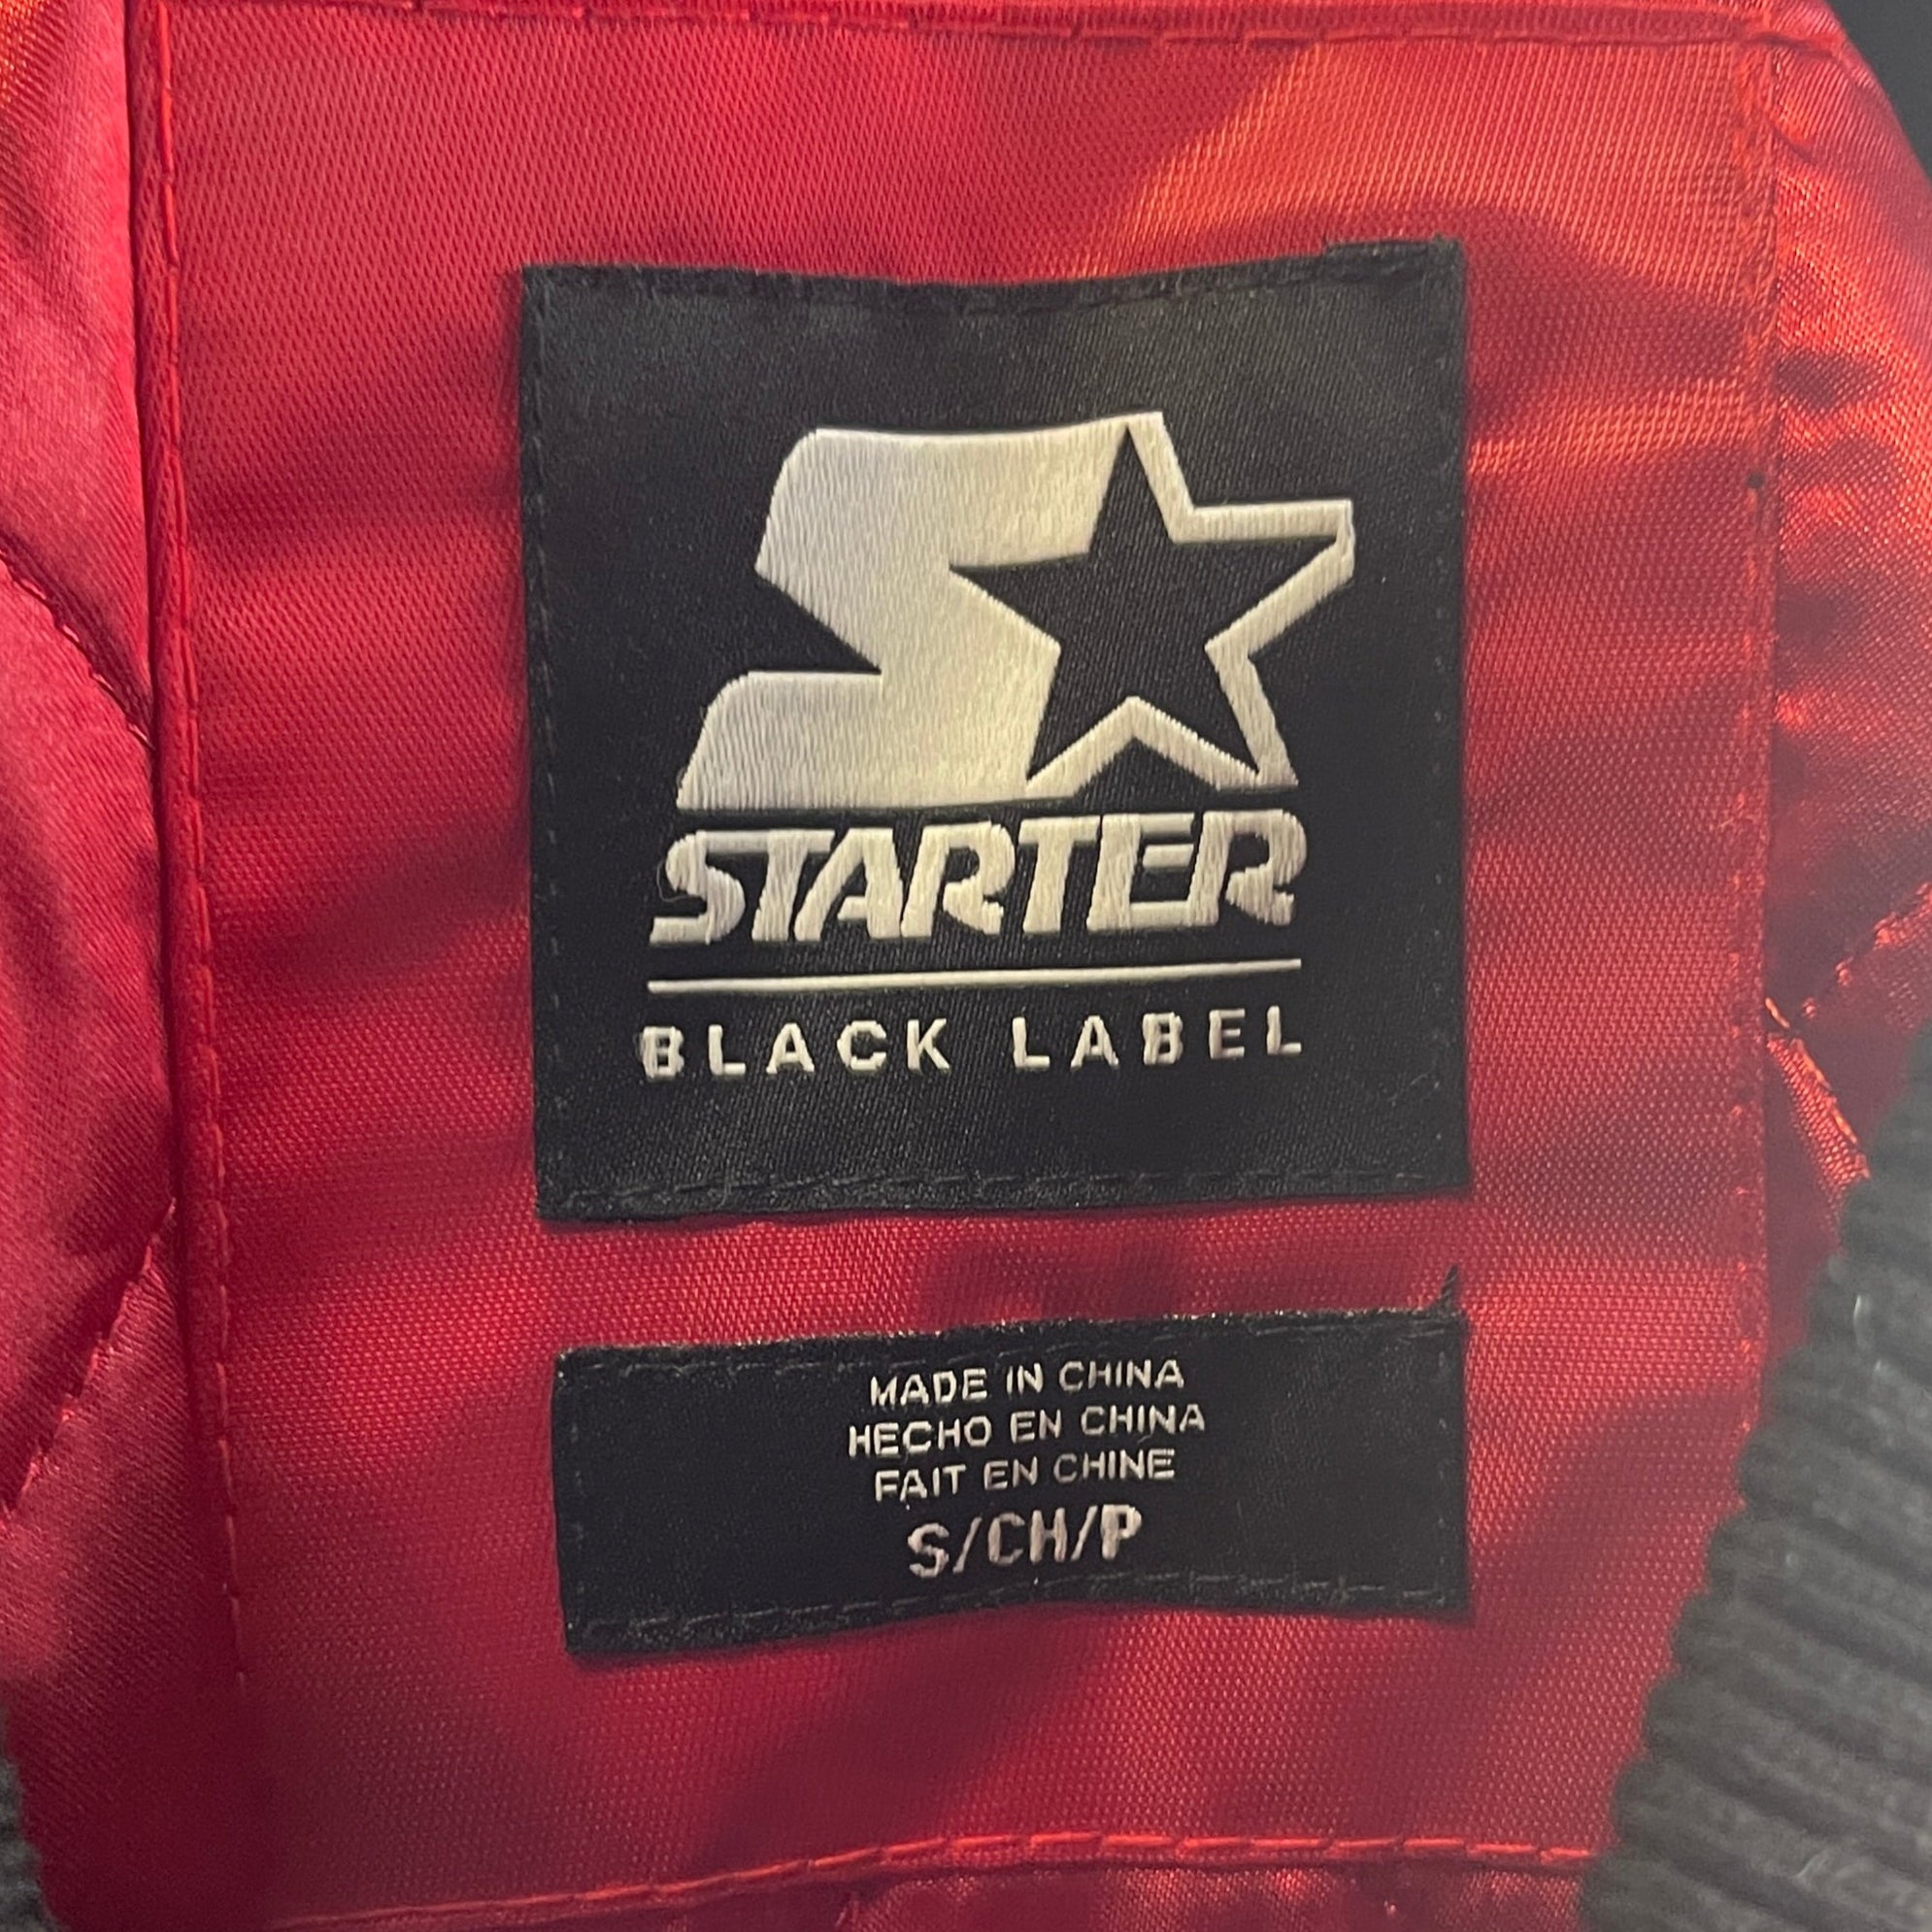 STARTER
BLACK LABEL
MADE IN CHINA
HECHO EN CHINA
FAIT EN CHINE
S/CH/P